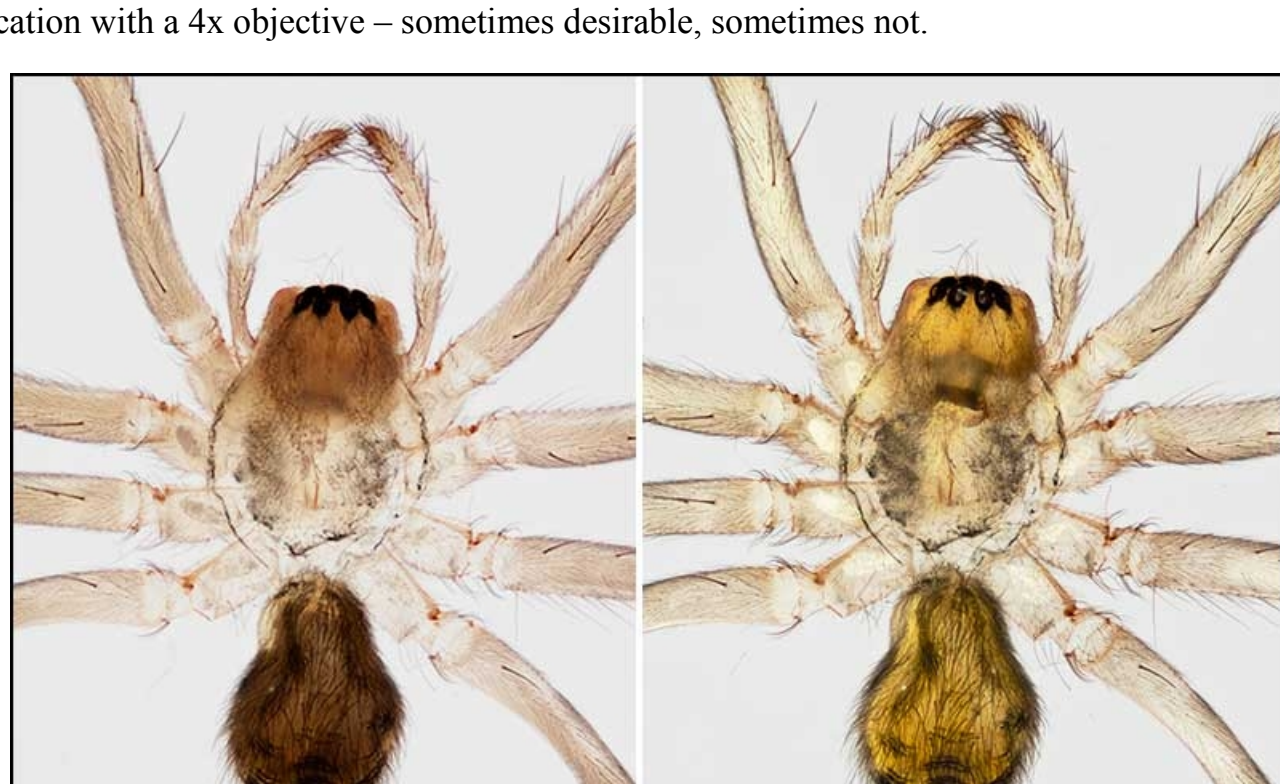 cation with a 4x objective – sometimes desirable, sometimes not.